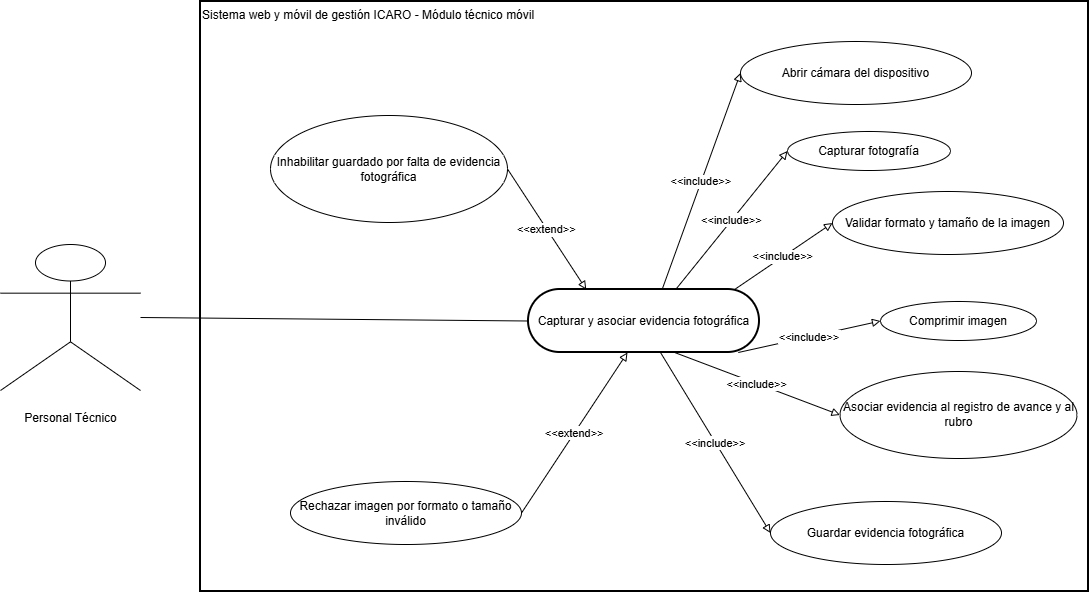 Sistema web y móvil de gestión ICARO - Módulo técnico móvil
Abrir cámara del dispositivo
Capturar fotografía
Inhabilitar guardado por falta de evidencia
fotográfica
<<include>>
<<include>>
Validar formato y tamaño de la imagen
<<extend>>
<<include>>
Capturar y asociar evidencia fotográfica
Comprimir imagen
<<include>>
<<include>>
Asociar evidencia al registro de avance y al
rubro
Personal Técnico
<<extend>>
<<include>>
Rechazar imagen por formato o tamaño
inválido
Guardar evidencia fotográfica